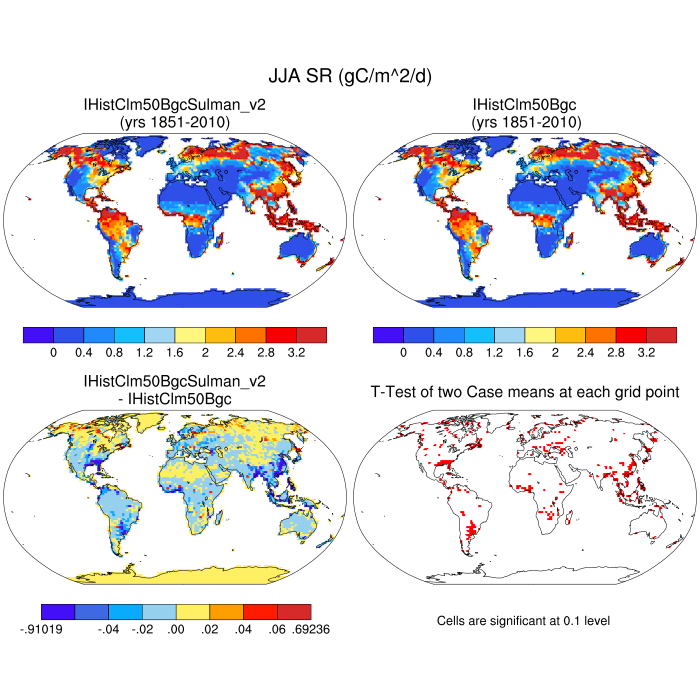 JJA SR (gC/m^2/d)
IHistClm50BgcSulman_v2
(yrs 1851-2010)
IHistClm50Bgc
(yrs 1851-2010)
0 0.4 0.8 1.2 1.6 2 2.4 2.8 3.2
0 0.4 0.8 1.2 1.6 2 2.4 2.8 3.2
IHistClm50BgcSulman_v2
- IHistClm50Bgc
T-Test of two Case means at each grid point
-.91019 -.04 -.02 .00 .02 .04 .06 .69236
Cells are significant at 0.1 level